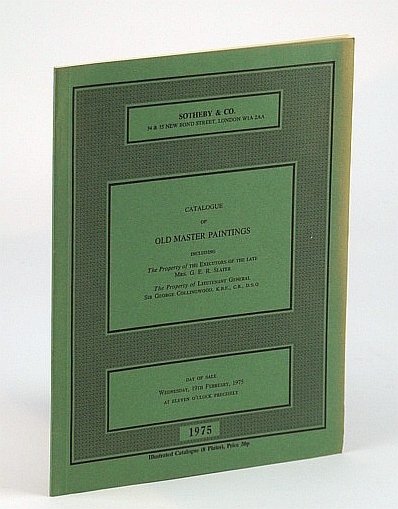 SOTHEBY & CO.
34 & 35 NEW BOND STREET, LONDON W1A 2AA
CATALOGUE
OF
OLD MASTER PAINTINGS
INCLUDING
The Property of THE EXECUTORS OF THE LATE
MRS. G. E. R. SLATER
The Property of LIEUTENANT GENERAL
SIR GEORGE COLLINGWOOD, K.B.E., C.B., D.S.O.
DAY OF SALE
WEDNESDAY, 19TH FEBRUARY, 1975
AT ELEVEN O'CLOCK PRECISELY
1975
Illustrated Catalogue (8 Plates), Price 30p.